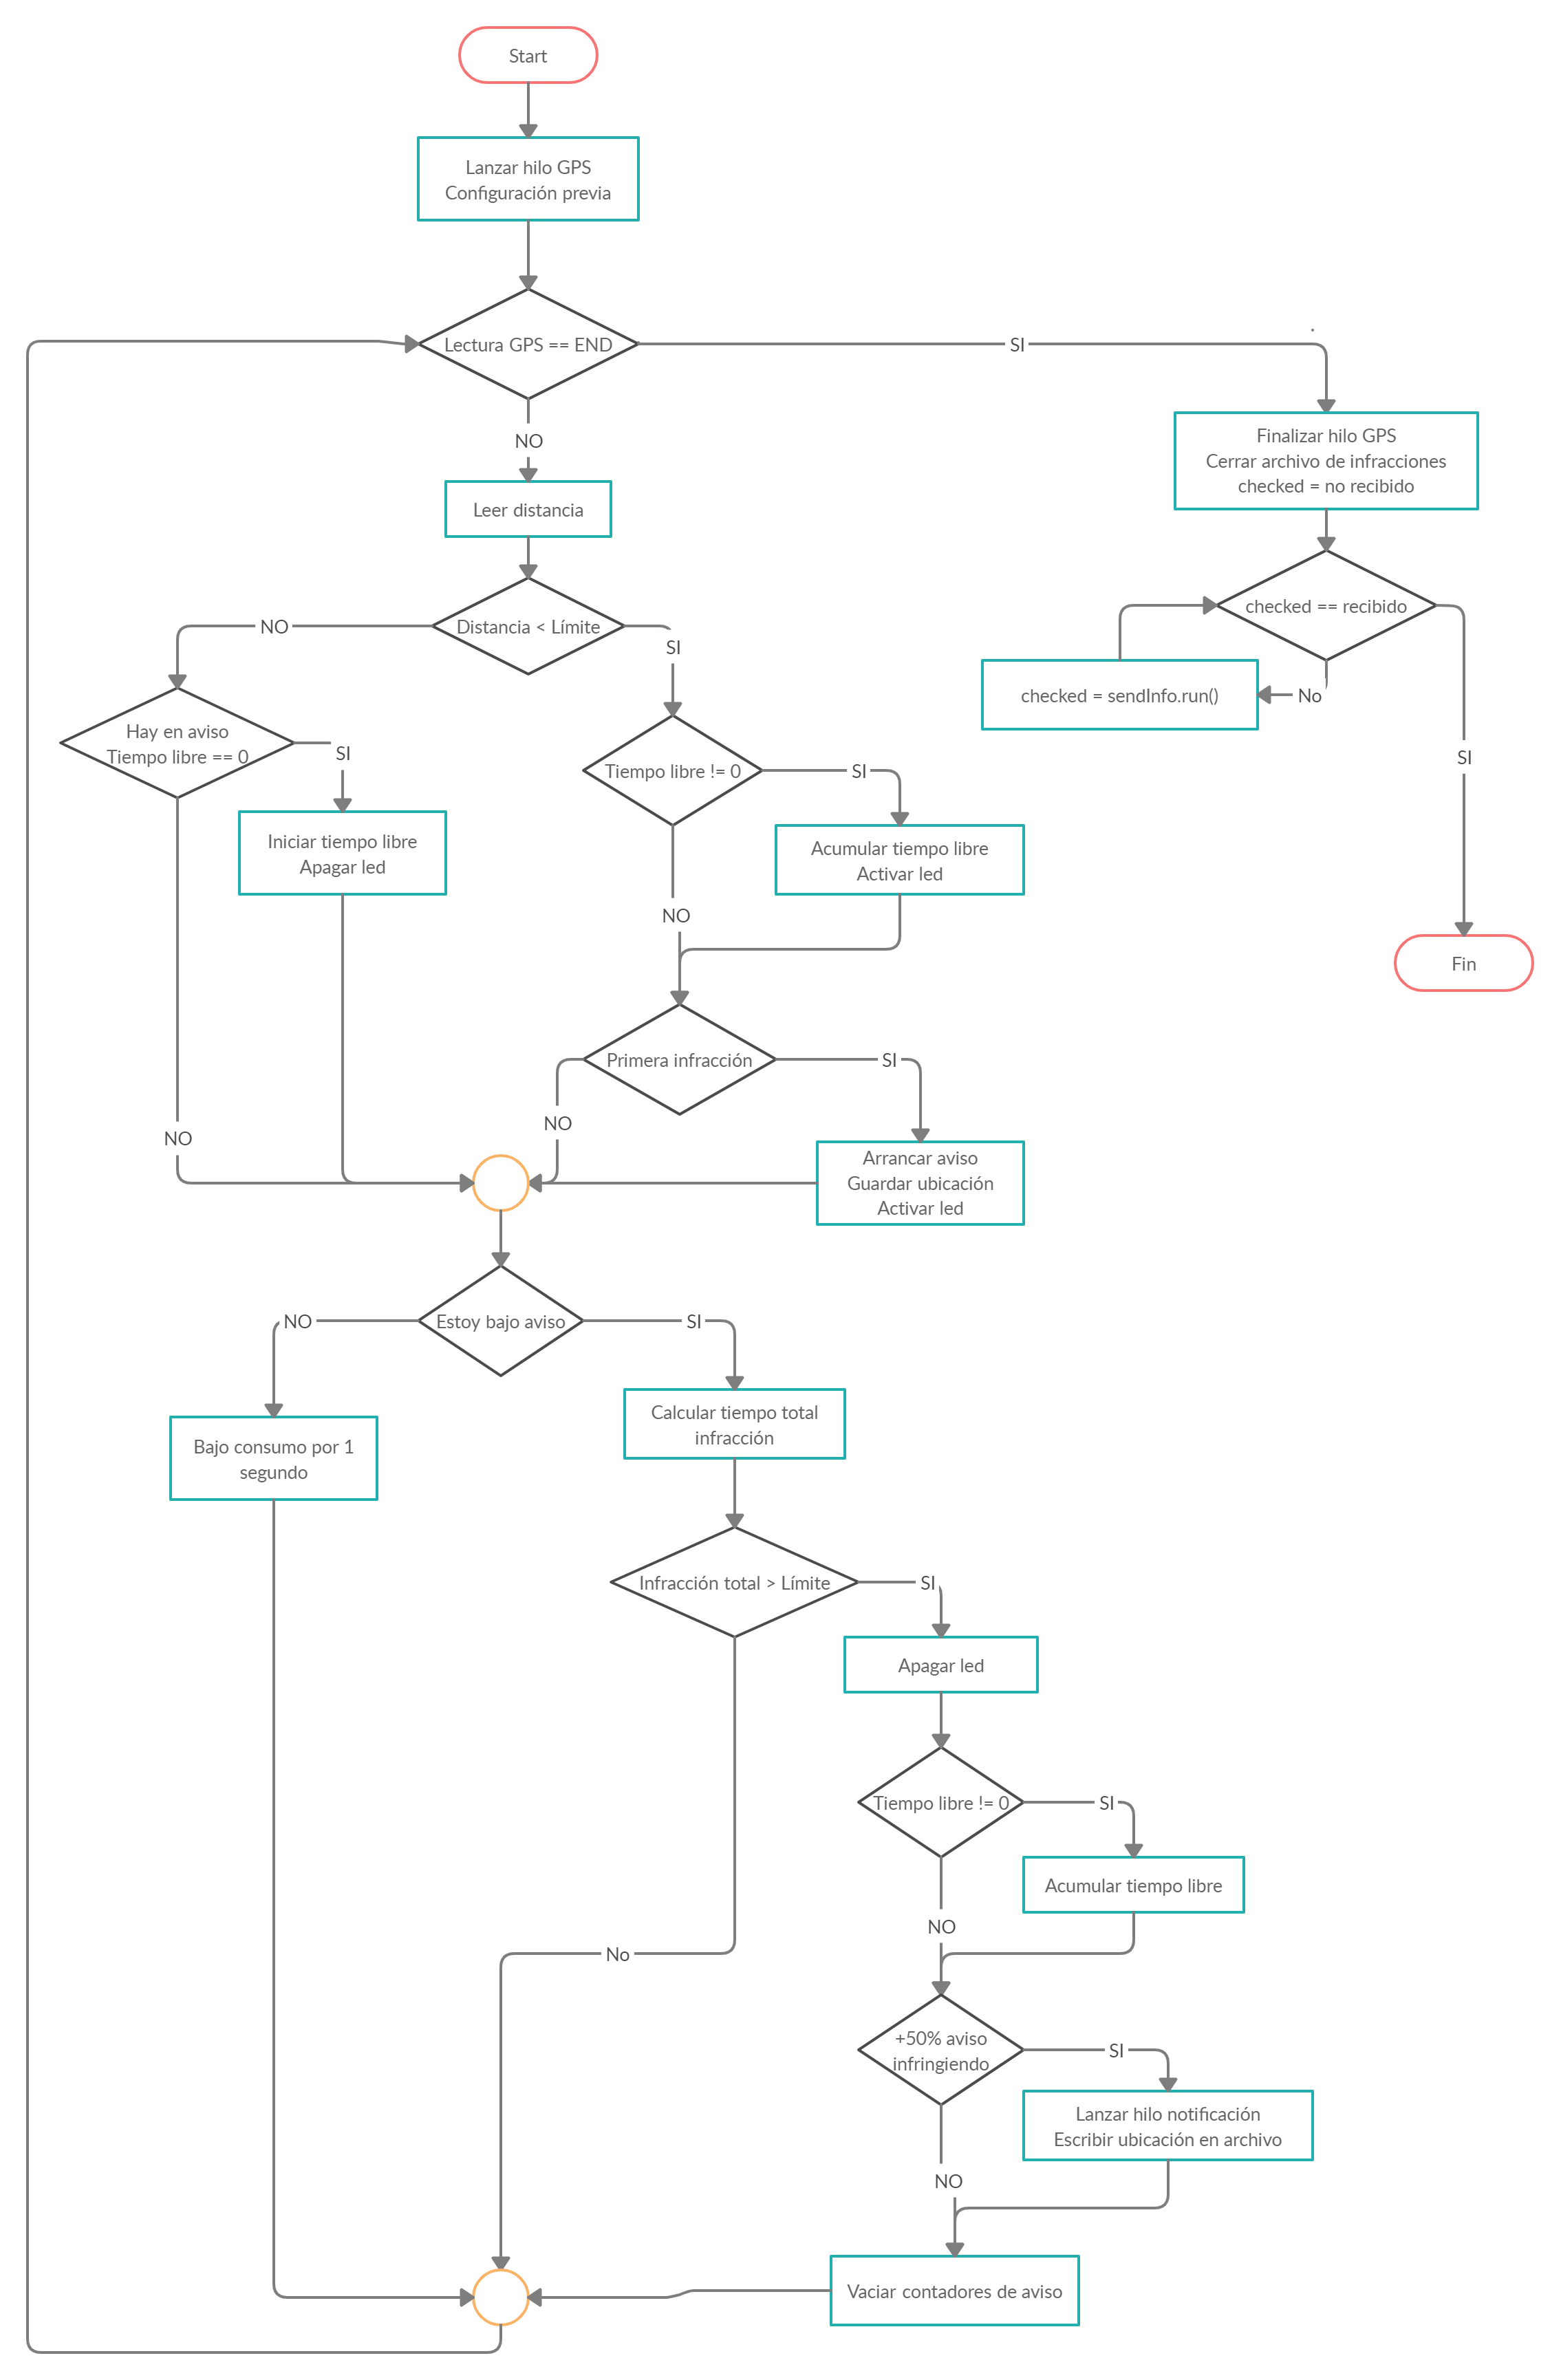 Start
Lanzar hilo GPS
Configuración previa
Lectura GPS == END
SI
NO
Finalizar hilo GPS
Cerrar archivo de infracciones
checked = no recibido
Leer distancia
checked == recibido
NO
Distancia < Límite
SI
checked = sendInfo.run()
No
Hay en aviso
Tiempo libre == 0
SI
Tiempo libre != 0
SI
SI
Iniciar tiempo libre
Apagar led
Acumular tiempo libre
Activar led
NO
Fin
Primera infracción
SI
NO
NO
Arrancar aviso
Guardar ubicación
Activar led
NO
Estoy bajo aviso
SI
Calcular tiempo total
infracción
Bajo consumo por 1
segundo
Infracción total > Límite
SI
Apagar led
Tiempo libre != 0
SI
Acumular tiempo libre
NO
No
+50% aviso
infringiendo
SI
Lanzar hilo notificación
Escribir ubicación en archivo
NO
Vaciar contadores de aviso